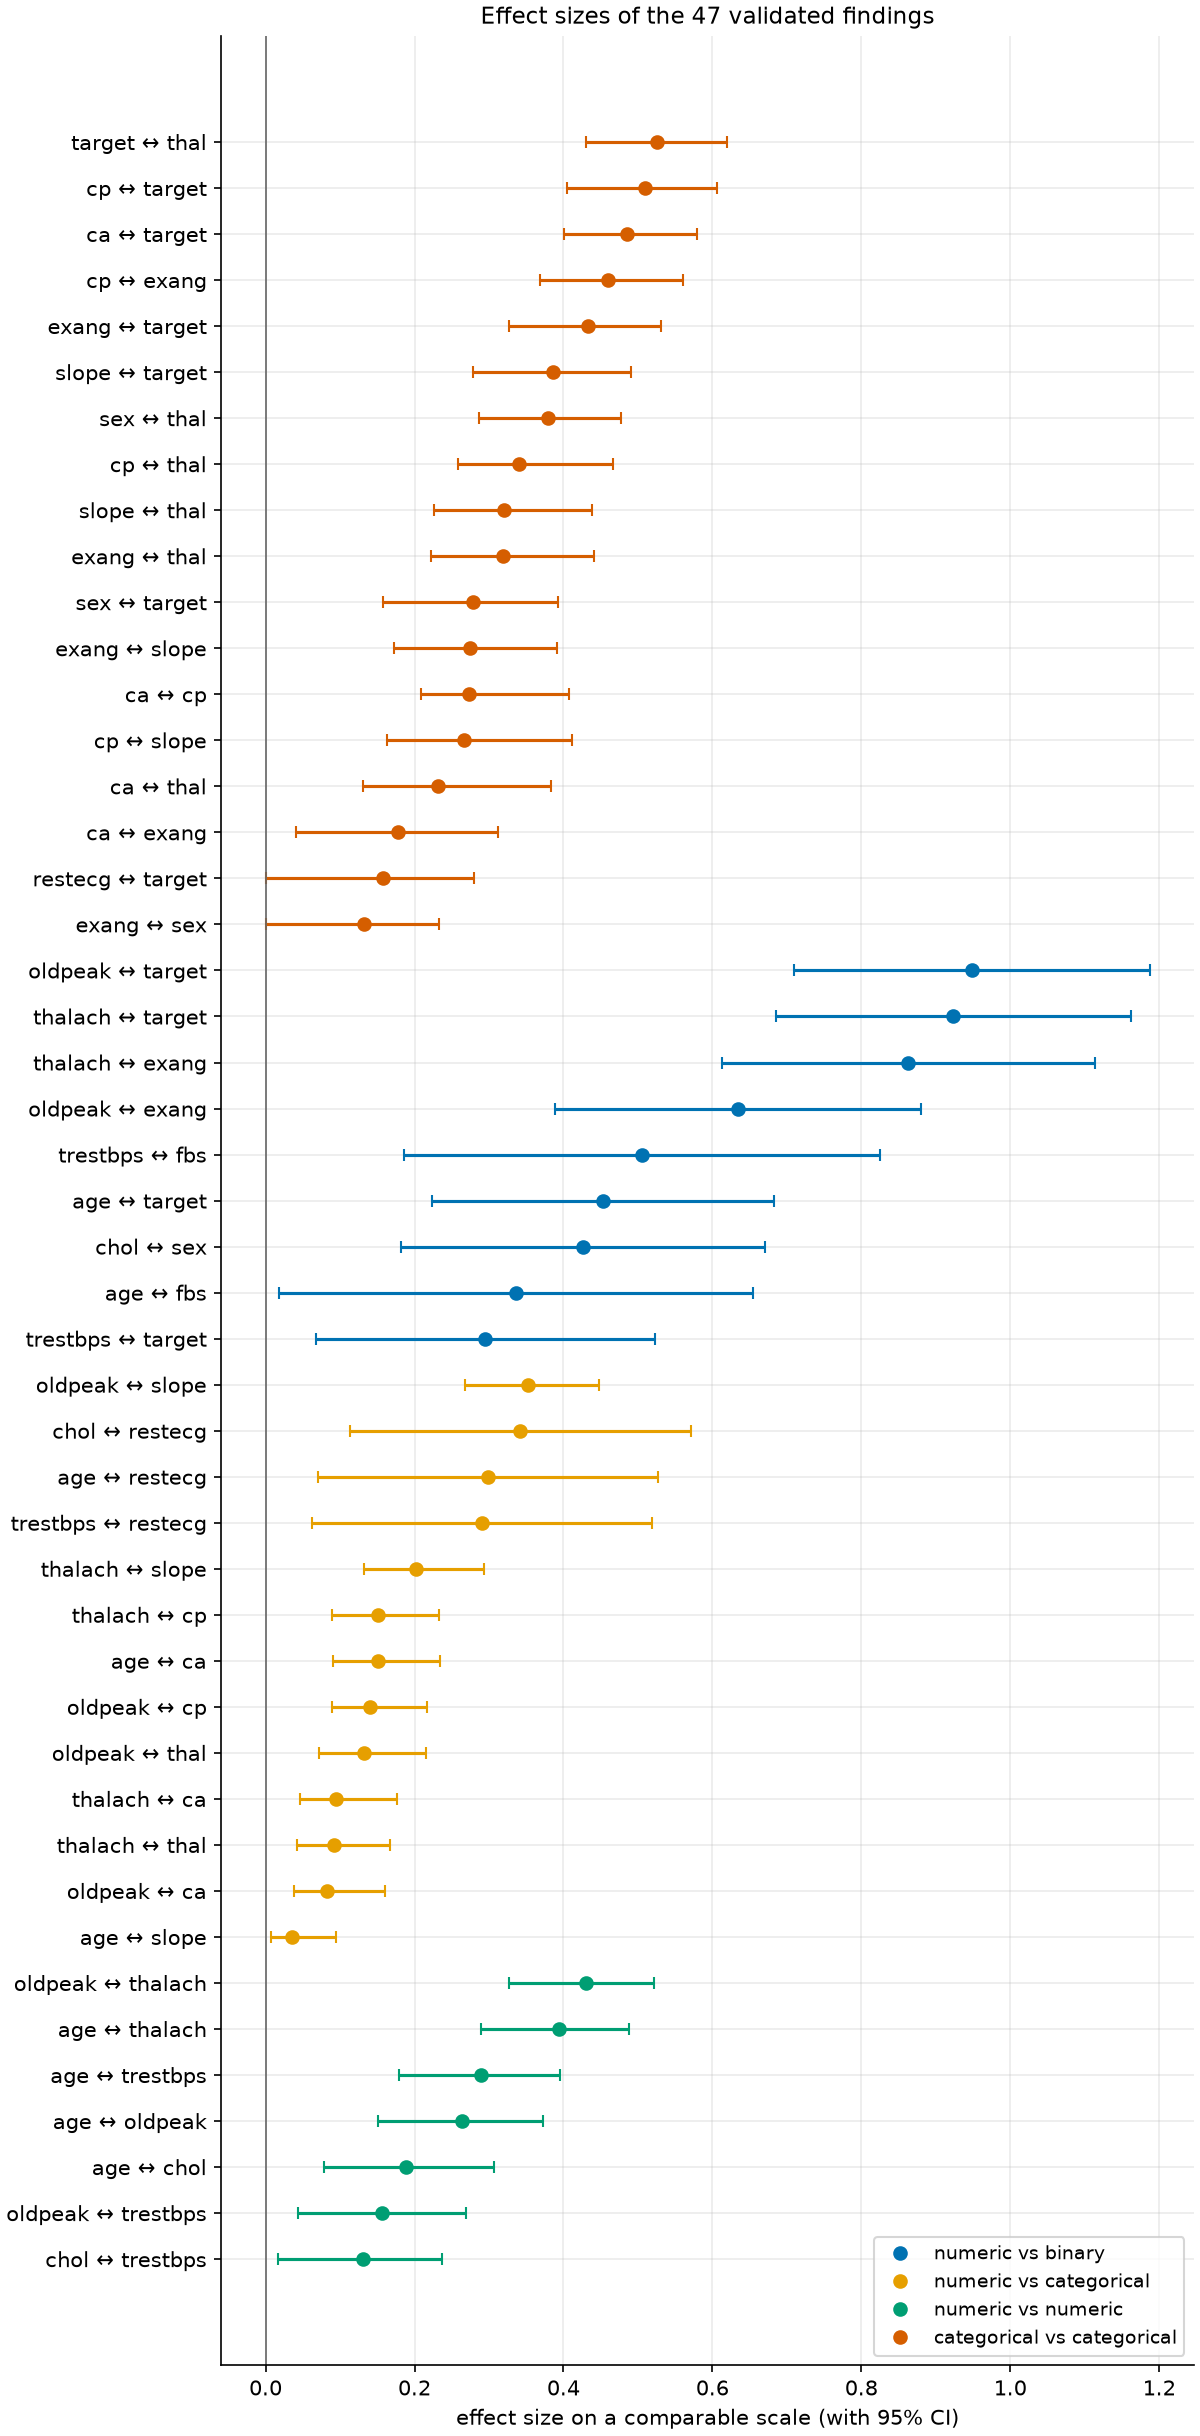 Effect sizes of the 47 validated findings
target ↔ thal
cp ↔ target
ca ↔ target
cp ↔ exang
exang ↔ target
slope ↔ target
sex ↔ thal
cp ↔ thal
slope ↔ thal
exang ↔ thal
sex ↔ target
exang ↔ slope
ca ↔ cp
cp ↔ slope
ca ↔ thal
ca ↔ exang
restecg ↔ target
exang ↔ sex
oldpeak ↔ target
thalach ↔ target
thalach ↔ exang
oldpeak ↔ exang
trestbps ↔ fbs
age ↔ target
chol ↔ sex
age ↔ fbs
trestbps ↔ target
oldpeak ↔ slope
chol ↔ restecg
age ↔ restecg
trestbps ↔ restecg
thalach ↔ slope
thalach ↔ cp
age ↔ ca
oldpeak ↔ cp
oldpeak ↔ thal
thalach ↔ ca
thalach ↔ thal
oldpeak ↔ ca
age ↔ slope
oldpeak ↔ thalach
age ↔ thalach
age ↔ trestbps
age ↔ oldpeak
age ↔ chol
oldpeak ↔ trestbps
chol ↔ trestbps
numeric vs binary
numeric vs categorical
numeric vs numeric
categorical vs categorical
0.0 0.2 0.4 0.6 0.8 1.0 1.2
effect size on a comparable scale (with 95% CI)